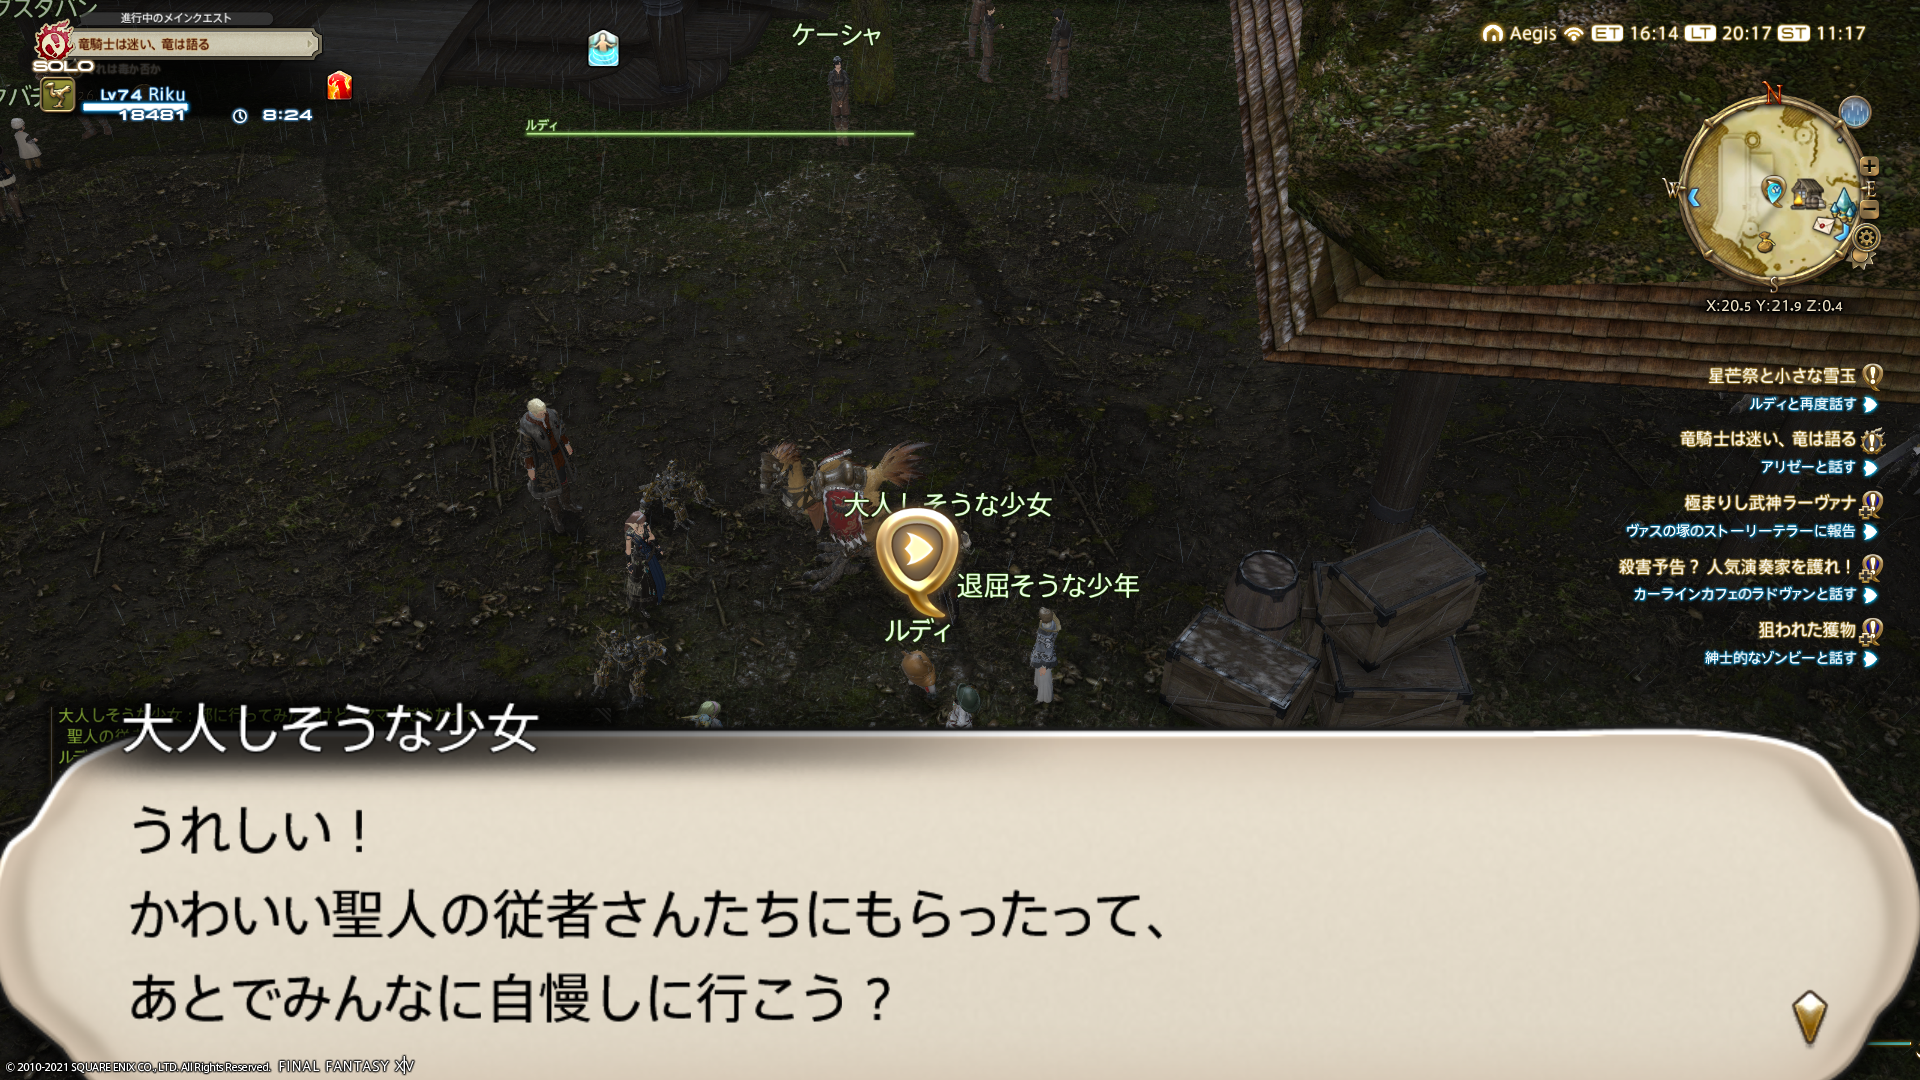 進行中のメインクエスト
竜騎士は迷い、竜は語る
SOLO
Lv74 Riku
18481
8:24
ケーシャ
ルディ
Aegis ET 16:14 LT 20:17 ST 11:17
N
W
E
S
X:20.5 Y:21.9 Z:0.4
星芒祭と小さな雪玉
ルディと再度話す
竜騎士は迷い、竜は語る
アリゼーと話す
極まりし武神ラーヴァナ
ヴァスの塚のストーリーテラーに報告
殺害予告？ 人気演奏家を護れ！
カーラインカフェのラドヴァンと話す
狙われた獲物
紳士的なゾンビーと話す
大人しそうな少女
退屈そうな少年
ルディ
大人しそうな少女
うれしい！
かわいい聖人の従者さんたちにもらったって、
あとでみんなに自慢しに行こう？
© 2010-2021 SQUARE ENIX CO., LTD. All Rights Reserved. FINAL FANTASY XIV